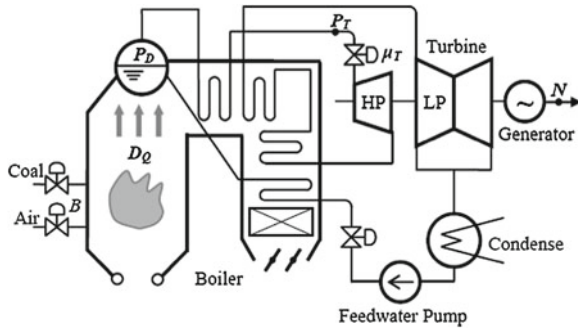 P_T
P_D
μ_T
Turbine
HP
LP
~
N
Generator
D_Q
Coal
B
Air
Condense
Boiler
Feedwater Pump